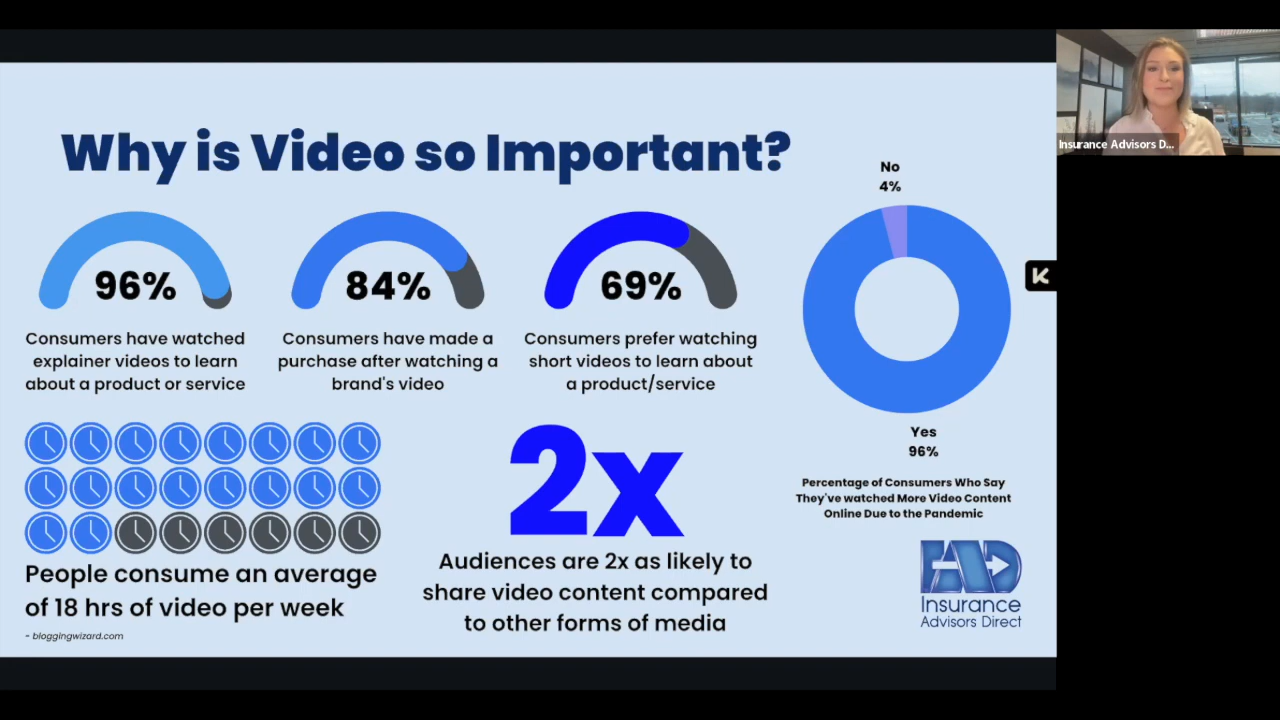 Why is Video so Important?
96%
Consumers have watched
explainer videos to learn
about a product or service
84%
Consumers have made a
purchase after watching a
brand's video
69%
Consumers prefer watching
short videos to learn about
a product/service
No
4%
Yes
96%
Percentage of Consumers Who Say
They've watched More Video Content
Online Due to the Pandemic
People consume an average
of 18 hrs of video per week
- bloggingwizard.com
2x
Audiences are 2x as likely to
share video content compared
to other forms of media
IAD
Insurance
Advisors Direct
K
Insurance Advisors D...